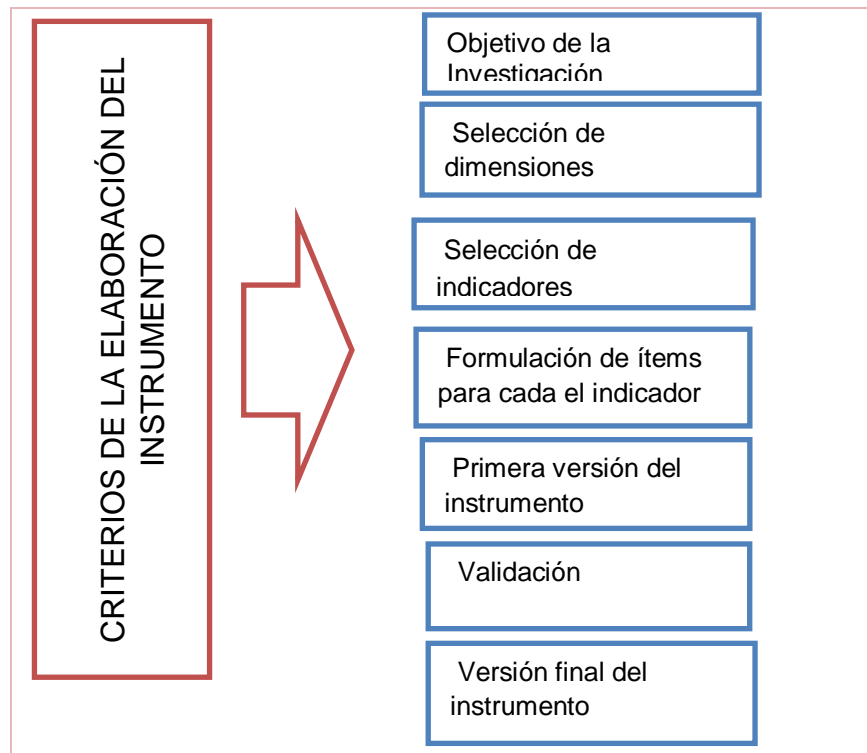 CRITERIOS DE LA ELABORACIÓN DEL
INSTRUMENTO
Objetivo de la
Investigación
Selección de
dimensiones
Selección de
indicadores
Formulación de ítems
para cada el indicador
Primera versión del
instrumento
Validación
Versión final del
instrumento